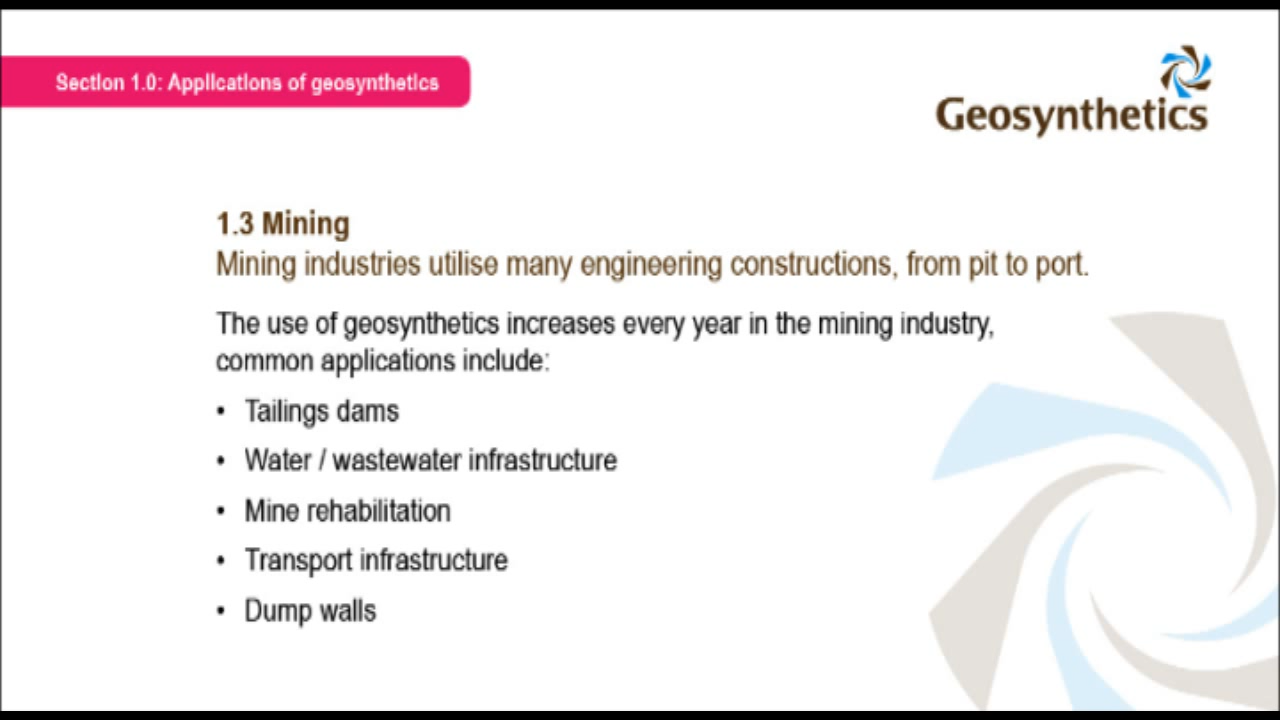 Section 1.0: Applications of geosynthetics
Geosynthetics
1.3 Mining
Mining industries utilise many engineering constructions, from pit to port.
The use of geosynthetics increases every year in the mining industry,
common applications include:
• Tailings dams
• Water / wastewater infrastructure
• Mine rehabilitation
• Transport infrastructure
• Dump walls